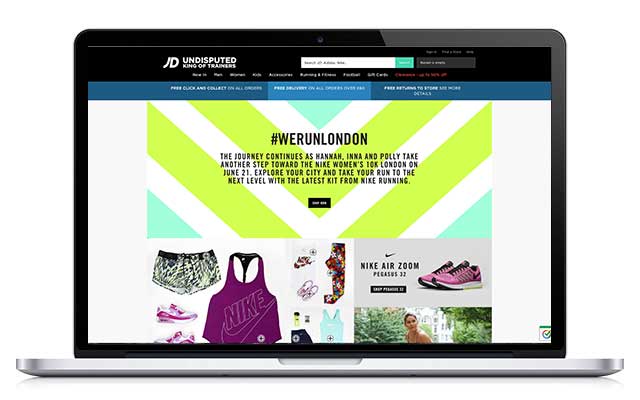 Sign in Find a Store Help
JD UNDISPUTED
KING OF TRAINERS
Search JD: Adidas, Nike..
Basket is empty
New In Men Women Kids Accessories Running & Fitness Football Gift Cards Clearance - up to 50% off
FREE CLICK AND COLLECT ON ALL ORDERS
FREE DELIVERY ON ALL ORDERS OVER £60
FREE RETURNS TO STORE SEE MORE
DETAILS
#WERUNLONDON
THE JOURNEY CONTINUES AS HANNAH, INNA AND POLLY TAKE
ANOTHER STEP TOWARD THE NIKE WOMEN'S 10K LONDON ON
JUNE 21. EXPLORE YOUR CITY AND TAKE YOUR RUN TO
THE NEXT LEVEL WITH THE LATEST KIT FROM NIKE RUNNING.
SHOP NOW
NIKE
NIKE AIR ZOOM
PEGASUS 32
SHOP PEGASUS 32